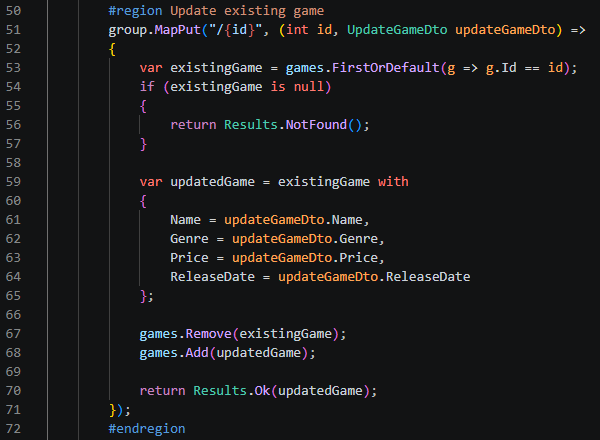 50 #region Update existing game
51 group.MapPut("/{id}", (int id, UpdateGameDto updateGameDto) =>
52 {
53 var existingGame = games.FirstOrDefault(g => g.Id == id);
54 if (existingGame is null)
55 {
56 return Results.NotFound();
57 }
58
59 var updatedGame = existingGame with
60 {
61 Name = updateGameDto.Name,
62 Genre = updateGameDto.Genre,
63 Price = updateGameDto.Price,
64 ReleaseDate = updateGameDto.ReleaseDate
65 };
66
67 games.Remove(existingGame);
68 games.Add(updatedGame);
69
70 return Results.Ok(updatedGame);
71 });
72 #endregion